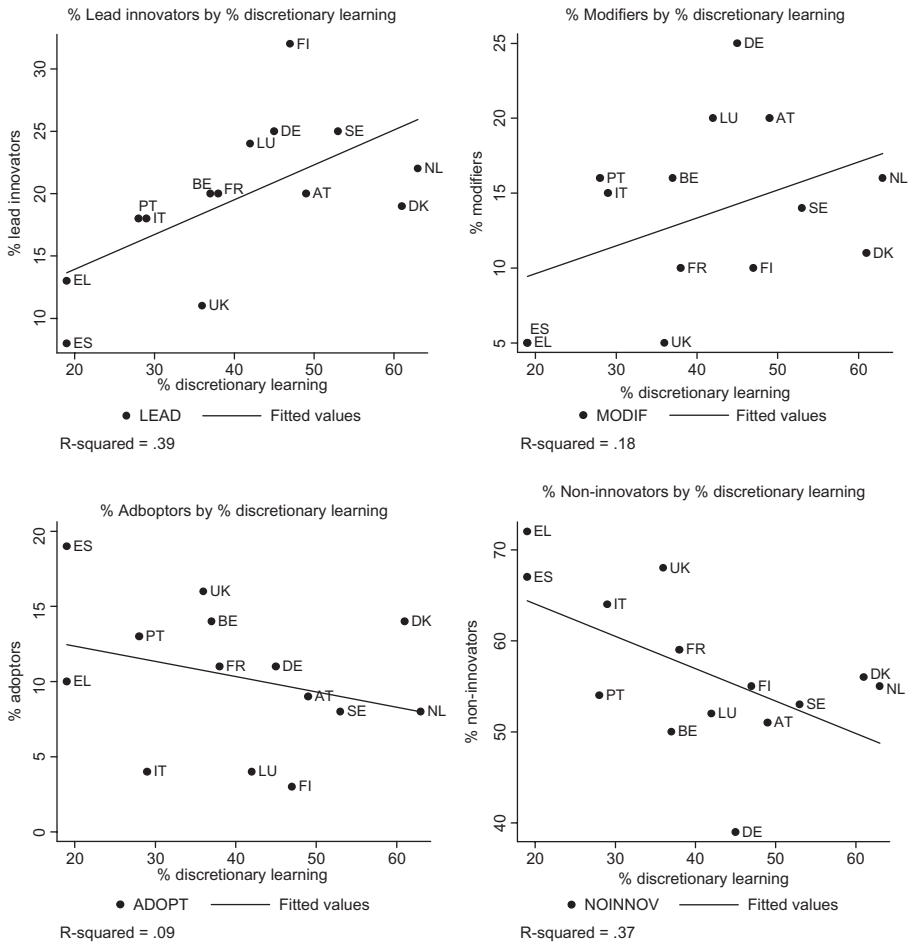 % Lead innovators by % discretionary learning
% lead innovators
30
25
20
15
10
FI
DE
SE
LU
NL
BE
FR
AT
PT
IT
DK
EL
UK
ES
20 30 40 50 60
% discretionary learning
LEAD Fitted values
R-squared = .39
% Modifiers by % discretionary learning
% modifiers
25
20
15
10
5
DE
LU
AT
PT
BE
NL
IT
SE
DK
FR
FI
ES
EL
UK
20 30 40 50 60
% discretionary learning
MODIF Fitted values
R-squared = .18
% Adboptors by % discretionary learning
% adoptors
20
15
10
5
0
ES
UK
BE
DK
PT
FR
DE
EL
AT
SE
NL
IT
LU
FI
20 30 40 50 60
% discretionary learning
ADOPT Fitted values
R-squared = .09
% Non-innovators by % discretionary learning
% non-innovators
70
60
50
40
EL
UK
ES
IT
FR
DK
PT
FI
NL
SE
LU
AT
BE
DE
20 30 40 50 60
% discretionary learning
NOINNOV Fitted values
R-squared = .37